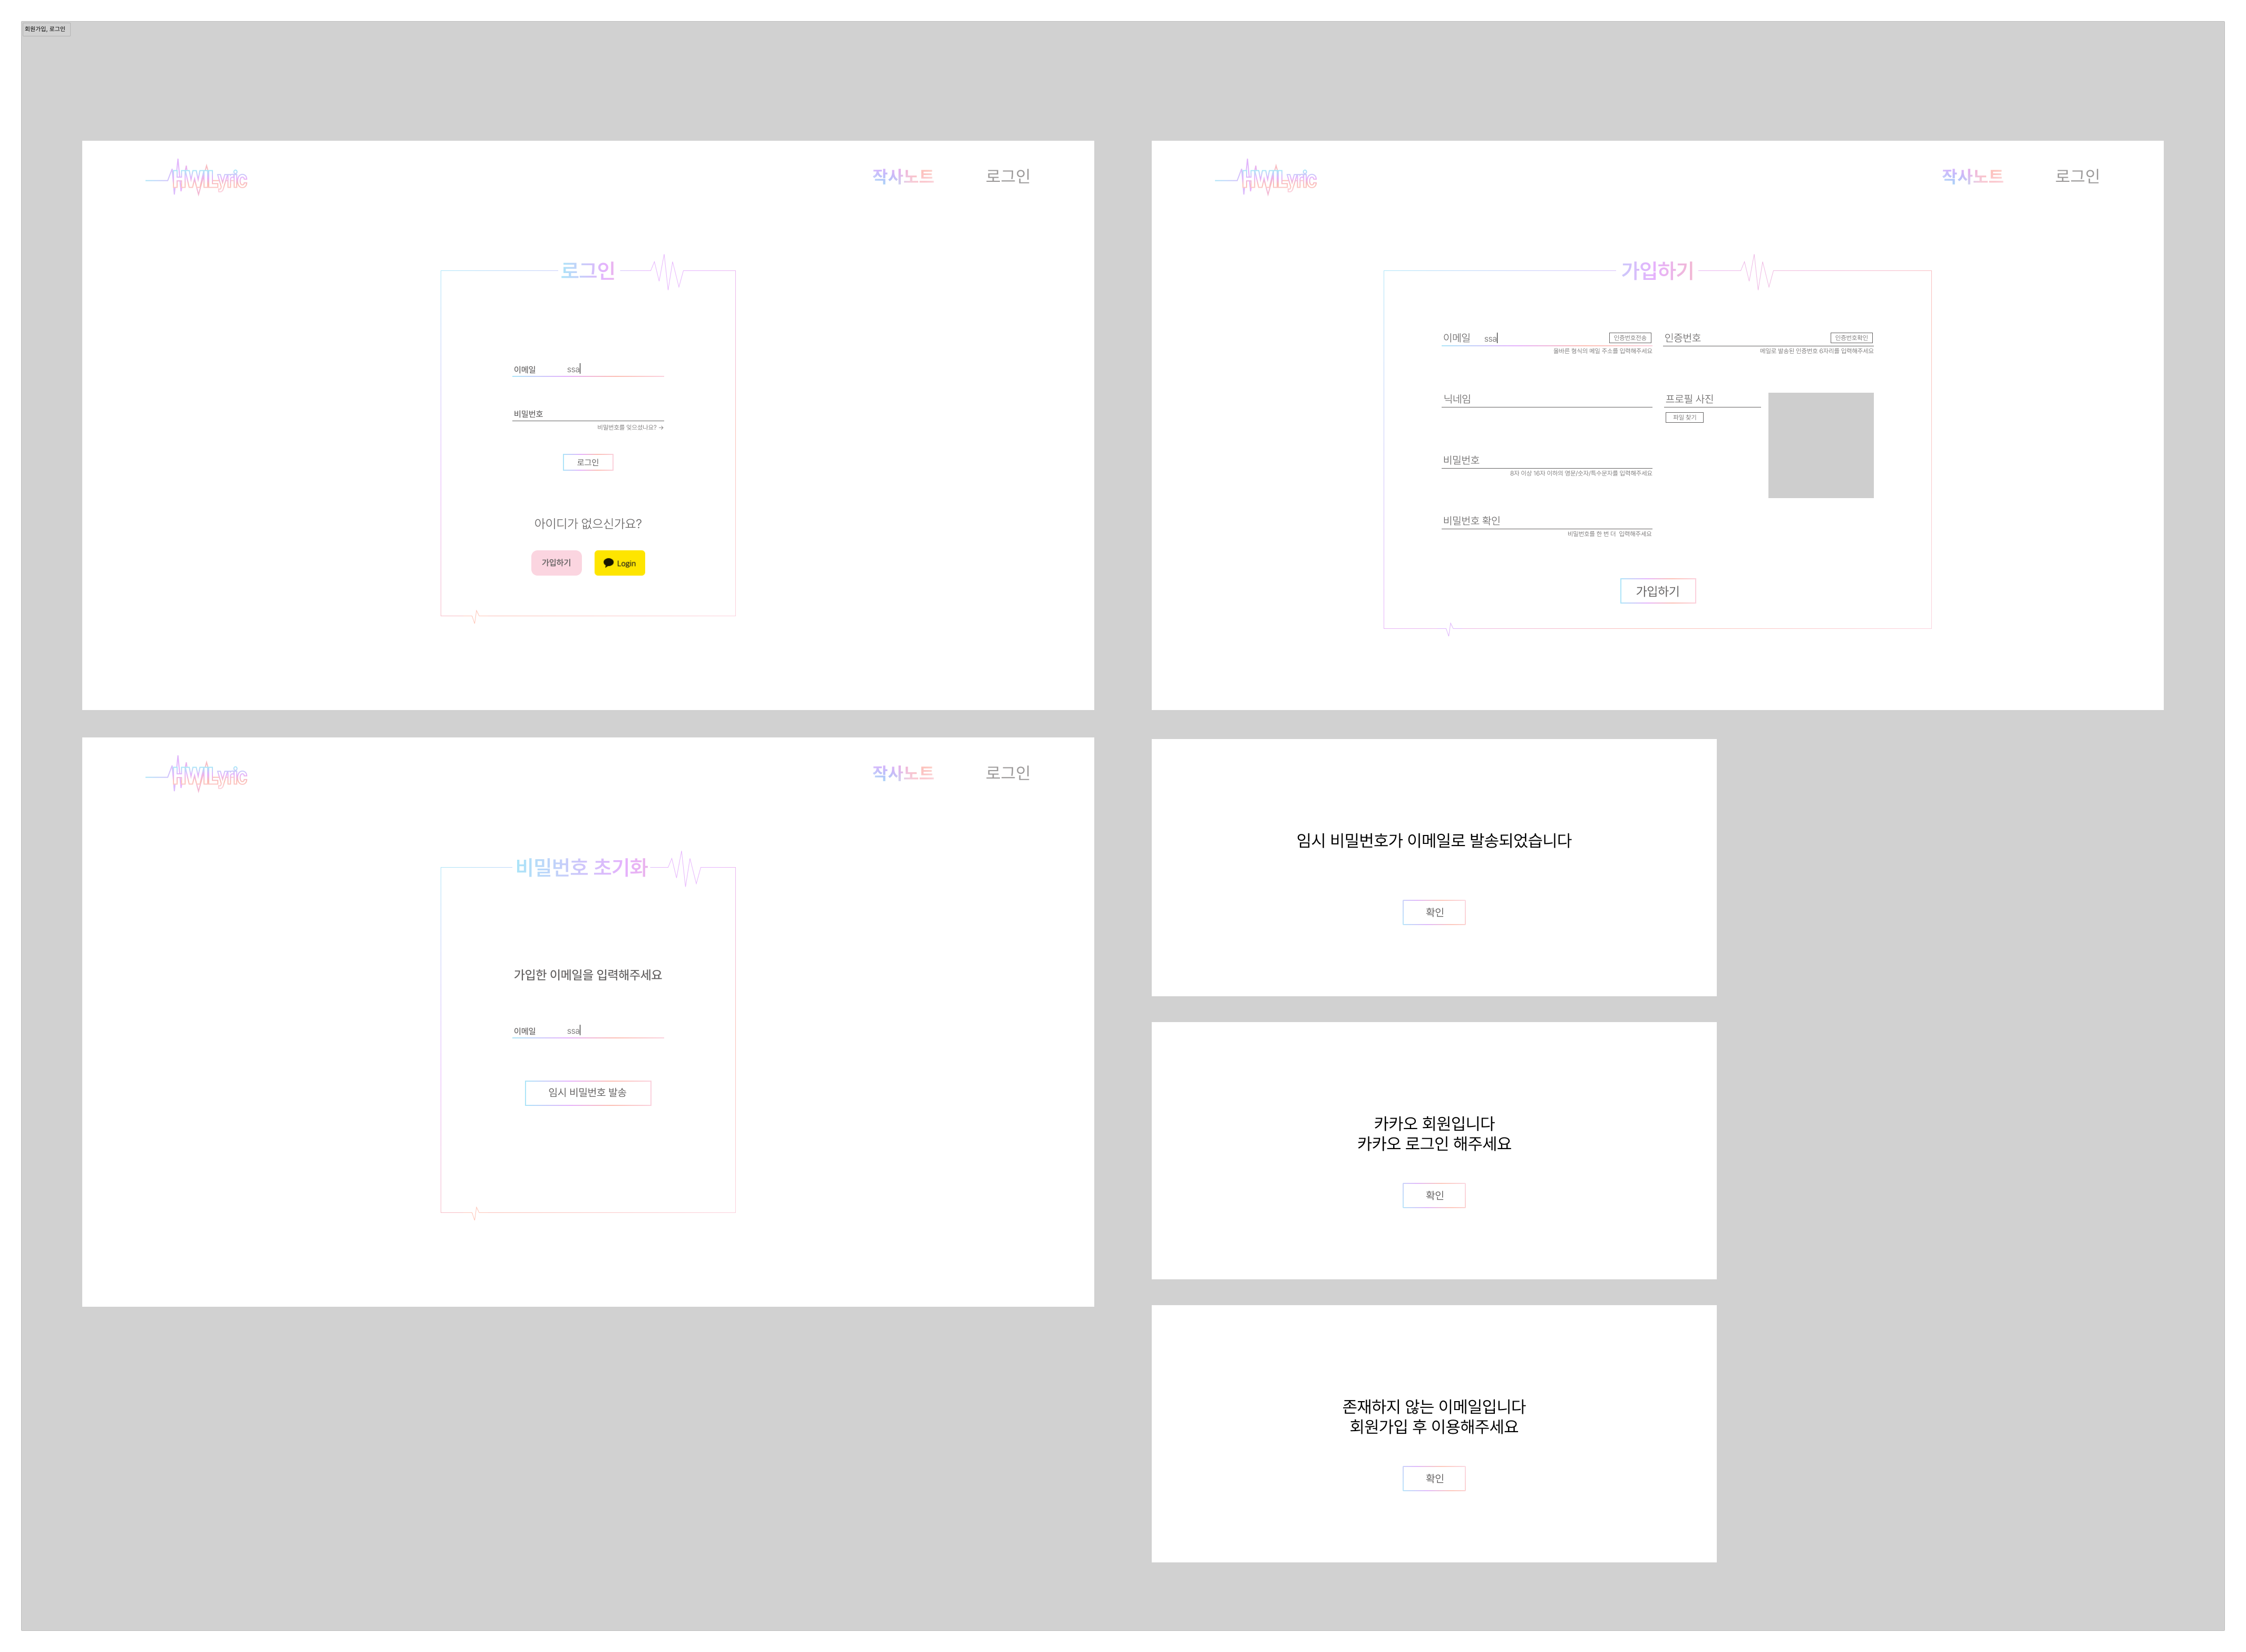 회원가입, 로그인
HWILyric
작사노트
로그인
로그인
이메일
ssa
비밀번호
비밀번호를 잊으셨나요? →
로그인
아이디가 없으신가요?
가입하기
Login
HWILyric
작사노트
로그인
가입하기
이메일
ssa
인증번호전송
올바른 형식의 메일 주소를 입력해주세요
인증번호
인증번호확인
메일로 발송된 인증번호 6자리를 입력해주세요
닉네임
프로필 사진
파일 찾기
비밀번호
8자 이상 16자 이하의 영문/숫자/특수문자를 입력해주세요
비밀번호 확인
비밀번호를 한 번 더 입력해주세요
가입하기
HWILyric
작사노트
로그인
비밀번호 초기화
가입한 이메일을 입력해주세요
이메일
ssa
임시 비밀번호 발송
임시 비밀번호가 이메일로 발송되었습니다
확인
카카오 회원입니다
카카오 로그인 해주세요
확인
존재하지 않는 이메일입니다
회원가입 후 이용해주세요
확인